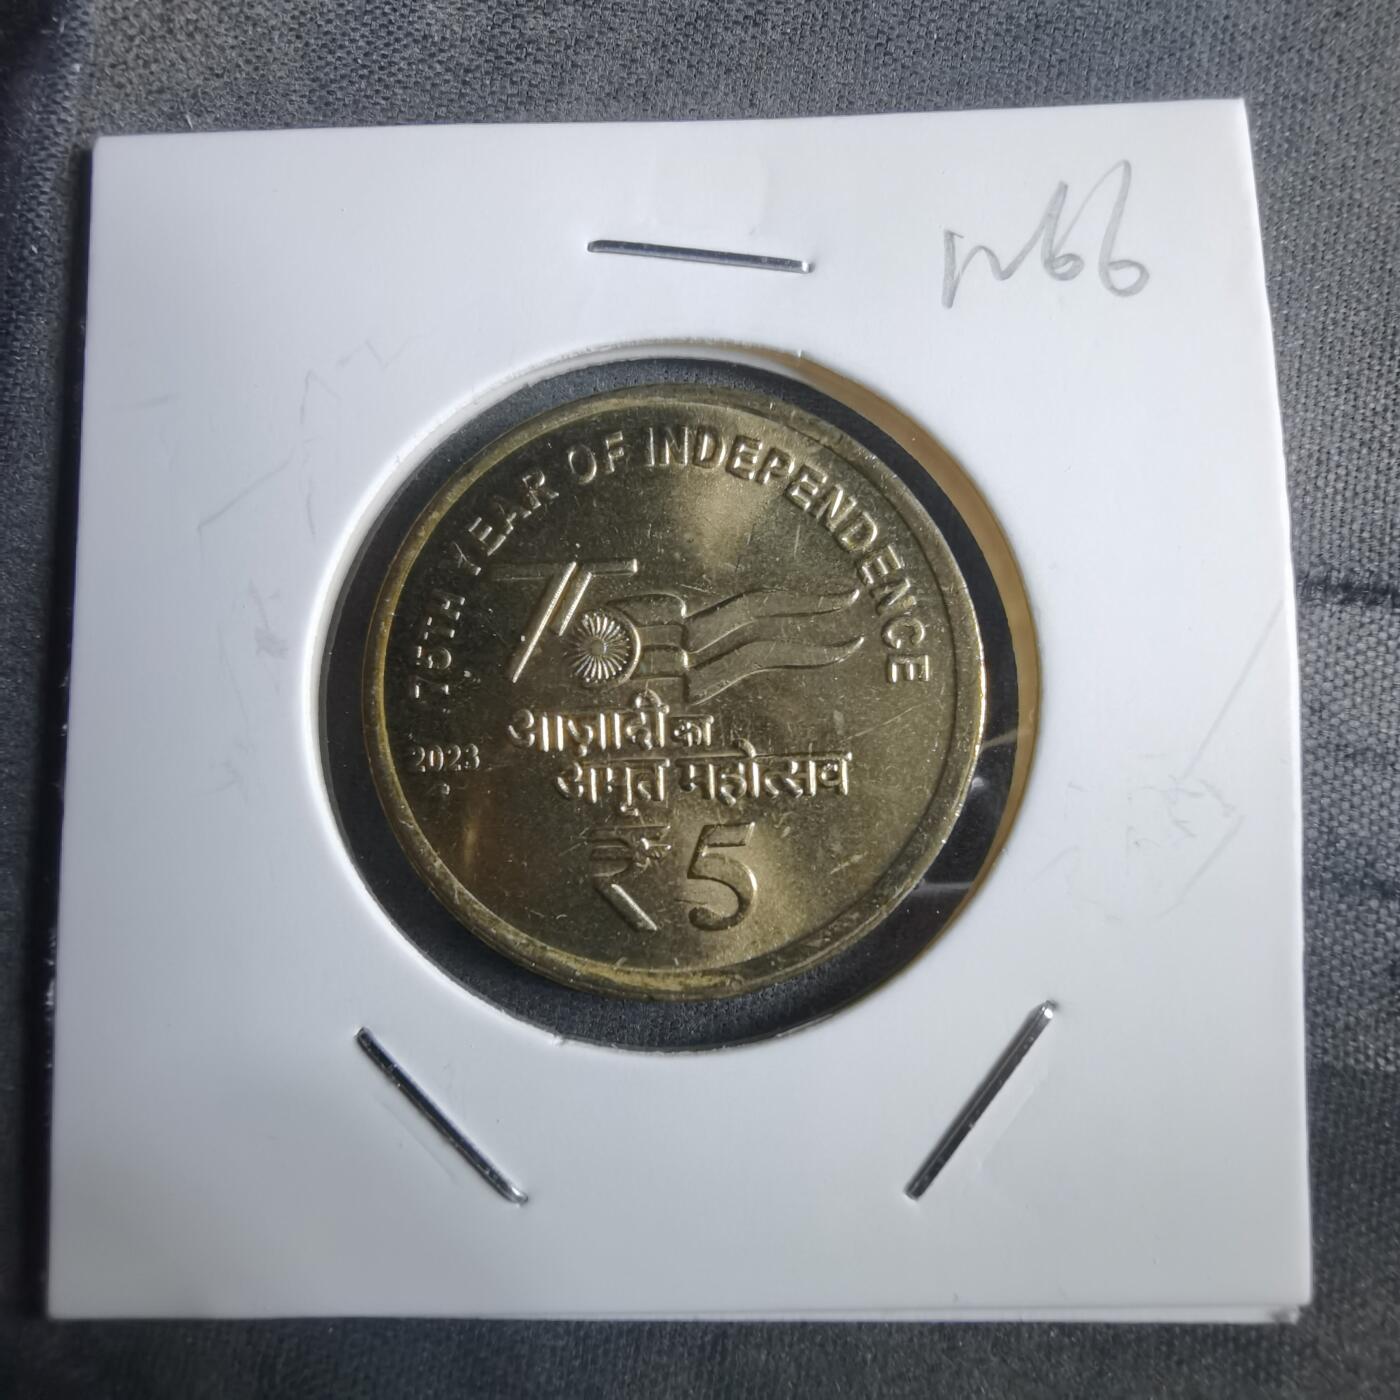 75TH YEAR OF INDEPENDENCE
75
आज़ादी का
2023
अमृत महोत्सव
₹5